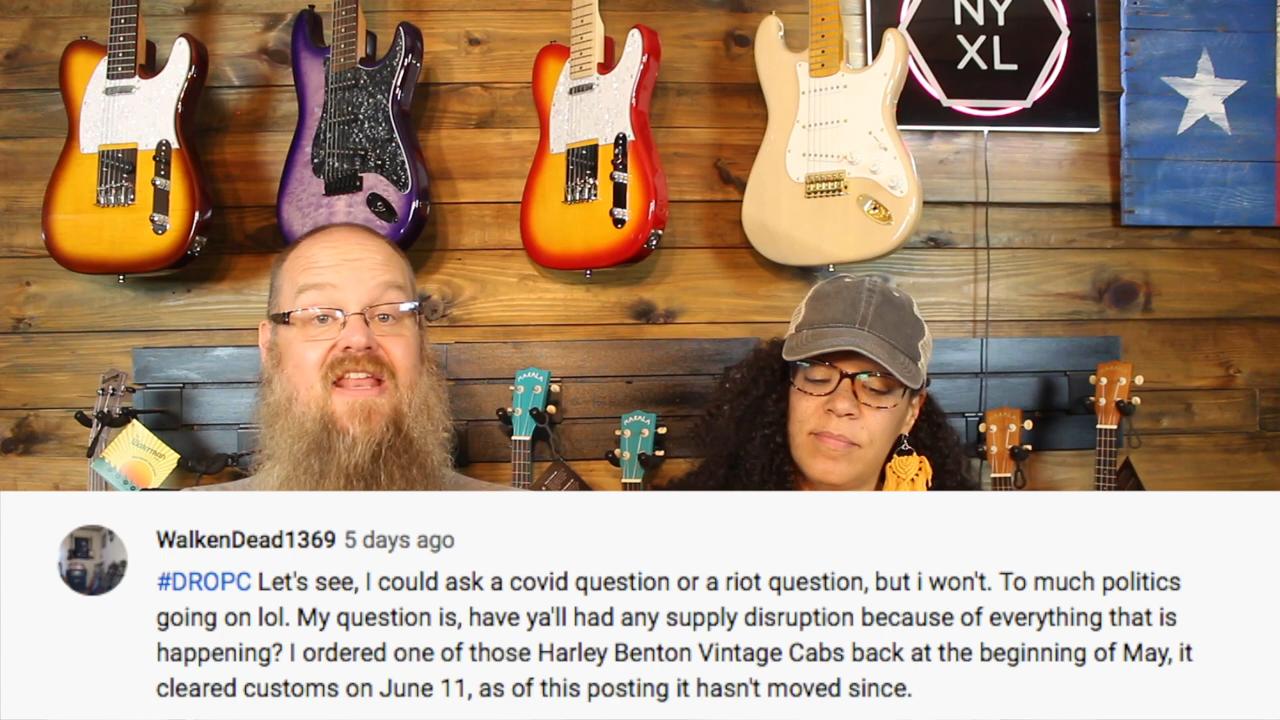 NY
XL
MAKALA
MAKALA
WalkenDead1369 5 days ago
#DROPC Let's see, I could ask a covid question or a riot question, but i won't. To much politics
going on lol. My question is, have ya'll had any supply disruption because of everything that is
happening? I ordered one of those Harley Benton Vintage Cabs back at the beginning of May, it
cleared customs on June 11, as of this posting it hasn't moved since.